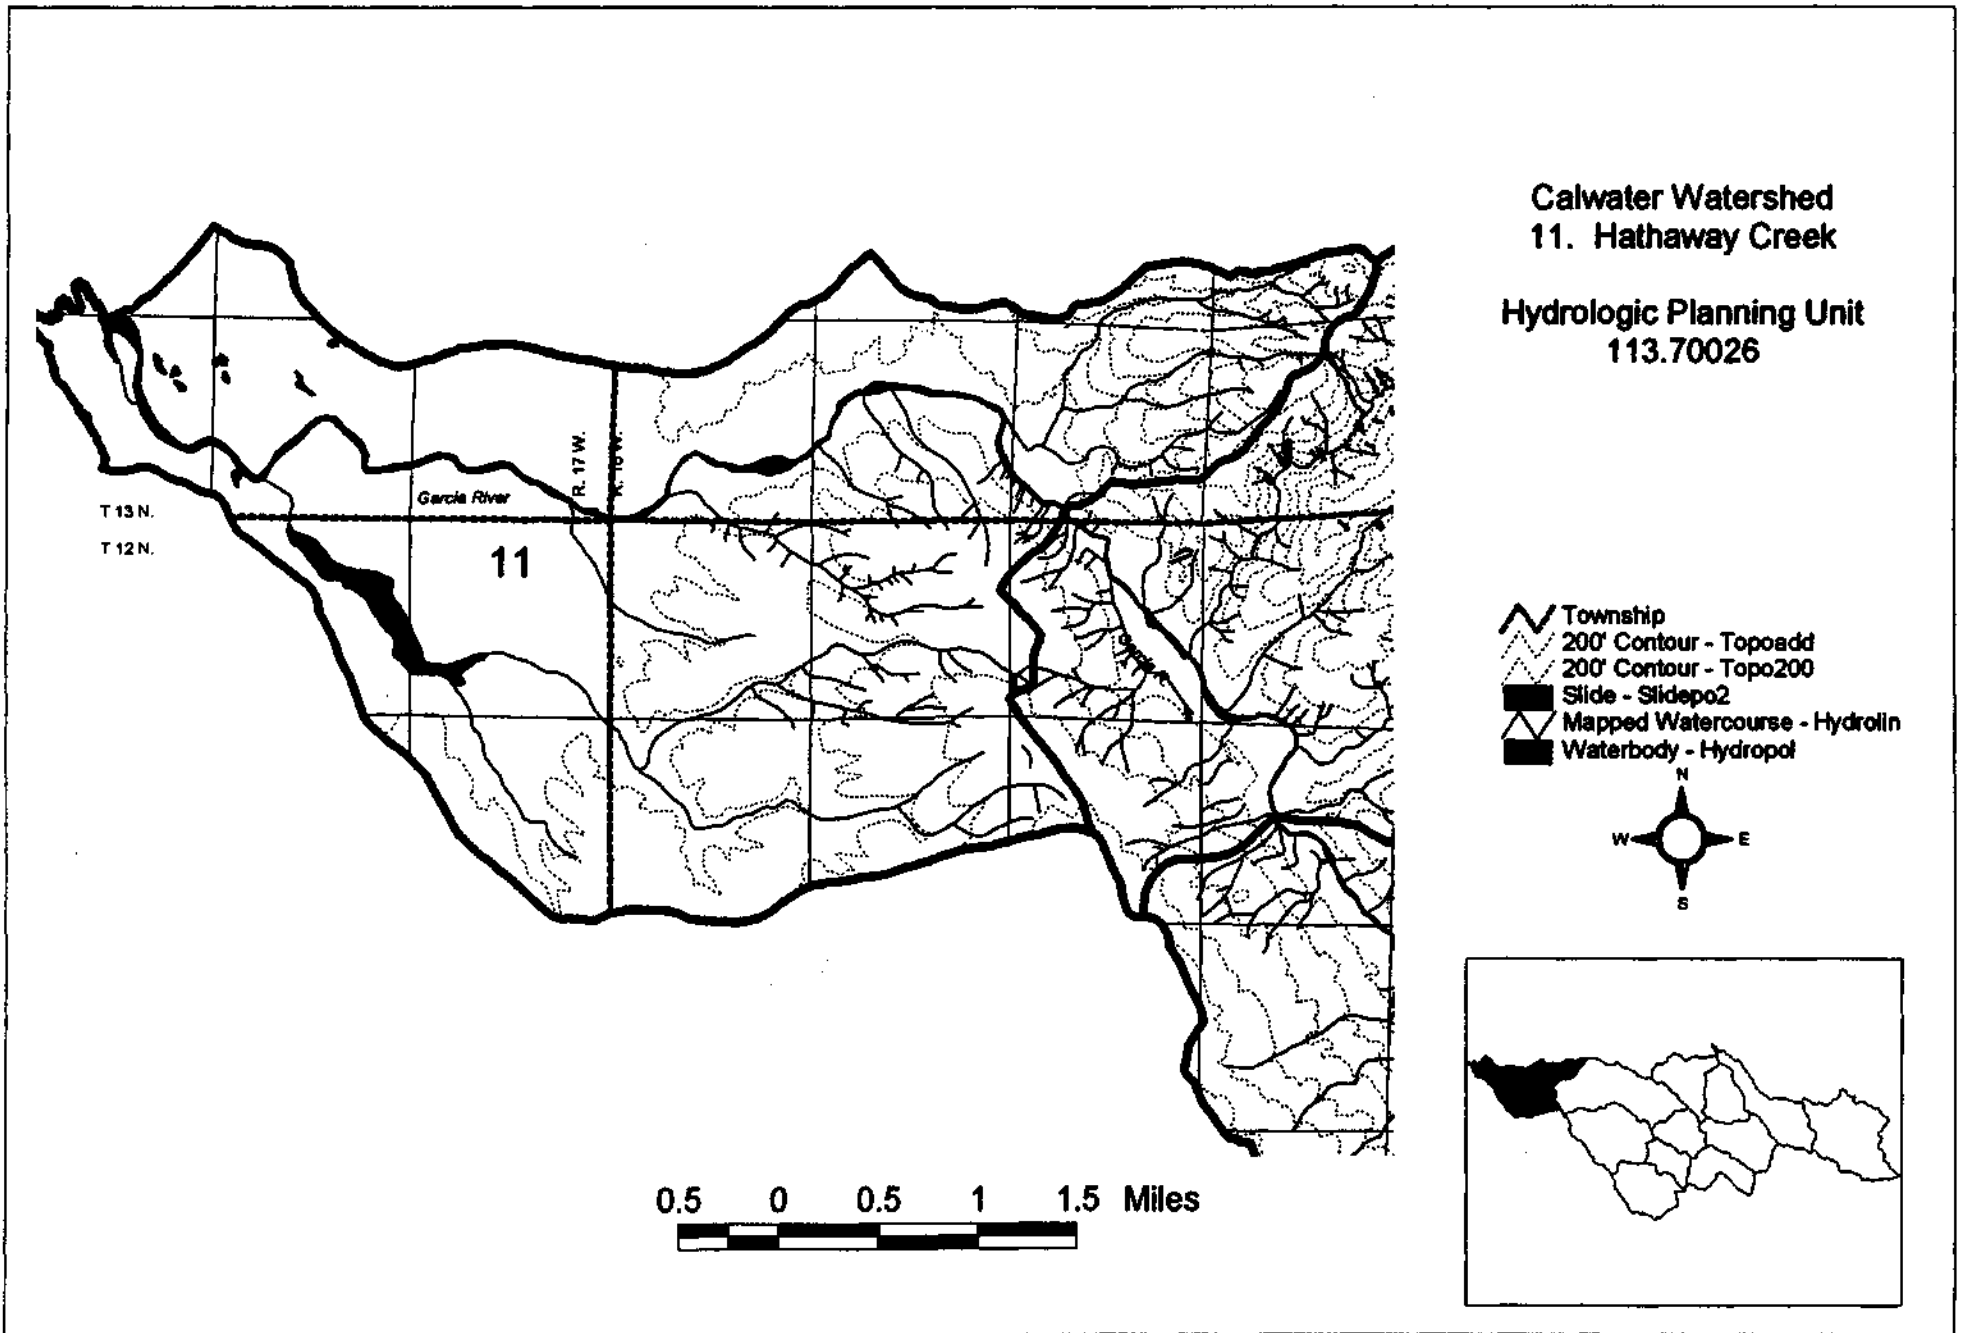 Calwater Watershed
11. Hathaway Creek
Hydrologic Planning Unit
113.70026
R. 17 W.
R. 16 W.
Garcia River
T 13 N.
T 12 N.
11
Garcia
Township
200' Contour - Topoadd
200' Contour - Topo200
Slide - Slidepo2
Mapped Watercourse - Hydrolin
Waterbody - Hydropol
N
W E
S
0.5 0 0.5 1 1.5 Miles